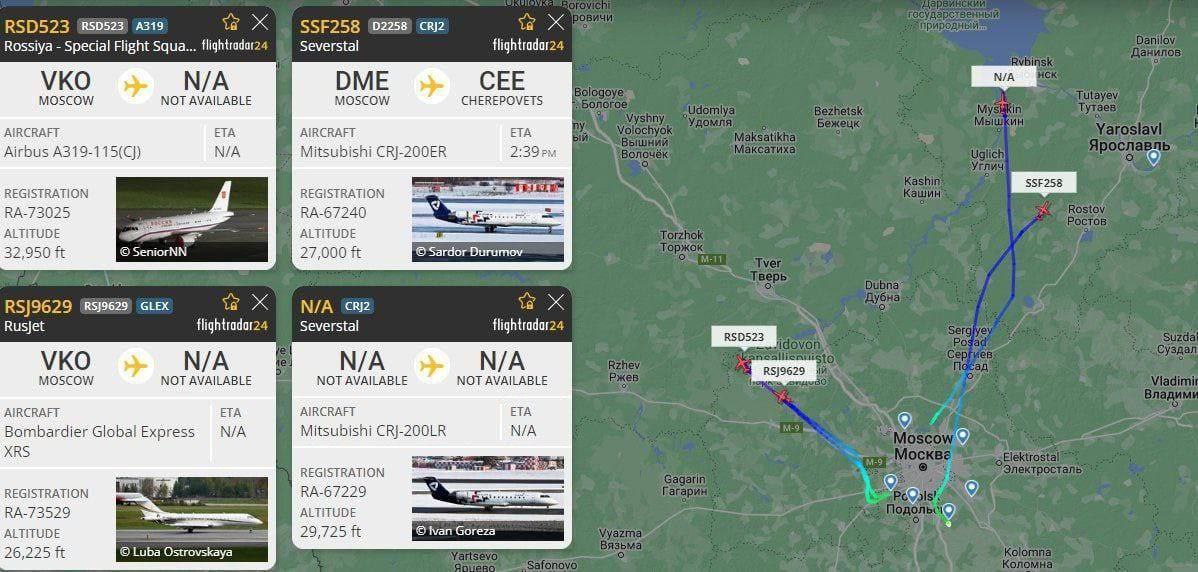 RSD523 RSD523 A319
Rossiya - Special Flight Squa... flightradar24
VKO N/A
MOSCOW NOT AVAILABLE
AIRCRAFT ETA
Airbus A319-115(CJ) N/A
REGISTRATION
RA-73025
ALTITUDE
32,950 ft
© SeniorNN
SSF258 D2258 CRJ2
Severstal flightradar24
DME CEE
MOSCOW CHEREPOVETS
AIRCRAFT ETA
Mitsubishi CRJ-200ER 2:39 PM
REGISTRATION
RA-67240
ALTITUDE
27,000 ft
© Sardor Durumov
RSJ9629 RSJ9629 GLEX
RusJet flightradar24
VKO N/A
MOSCOW NOT AVAILABLE
AIRCRAFT ETA
Bombardier Global Express N/A
XRS
REGISTRATION
RA-73529
ALTITUDE
26,225 ft
© Luba Ostrovskaya
N/A CRJ2
Severstal flightradar24
N/A N/A
NOT AVAILABLE NOT AVAILABLE
AIRCRAFT ETA
Mitsubishi CRJ-200LR N/A
REGISTRATION
RA-67229
ALTITUDE
29,725 ft
© Ivan Goreza
Дарвинский
государственный
природный
Danilov
Данилов
Rybinsk
N/A
Myshkin
Мышкин
Tutayev
Тутаев
Yaroslavl
Ярославль
Bologoye
Бологое
Vyshny
Volochyok
Вышний
Волочёк
Udomlya
Удомля
Maksatikha
Максатиха
Bezhetsk
Бежецк
Uglich
Углич
Kashin
Кашин
SSF258
Rostov
Ростов
Torzhok
Торжок
M-11
Tver
Тверь
Dubna
Дубна
RSD523
RSJ9629
Sergiyev
Posad
Сергиев
Посад
Suzdal
Rzhev
Ржев
Vladimir
Владимир
M-9
M-9
Moscow
Москва
Elektrostal
Электросталь
Gagarin
Гагарин
Podolsk
Подольск
Vyazma
Вязьма
Kolomna
Коломна
Yartsevo
Ярцево
Safonovo